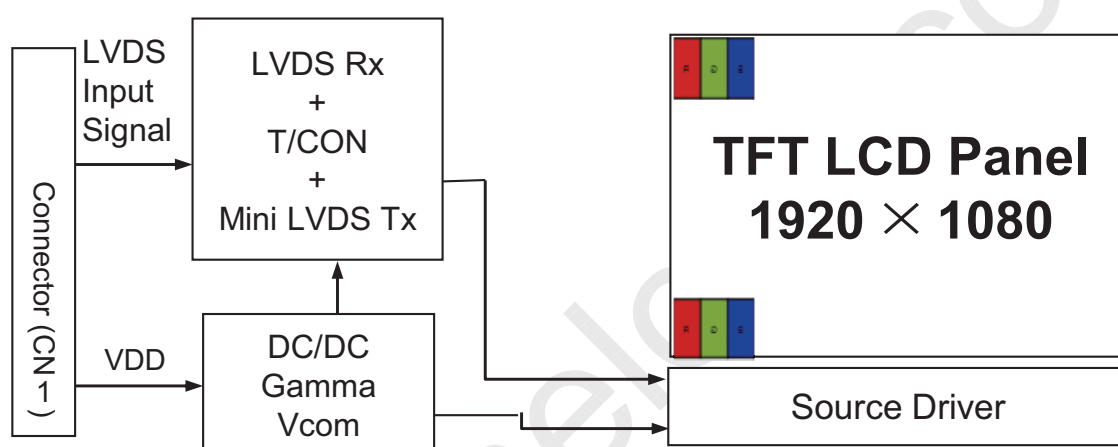 LVDS
Input
Signal
LVDS Rx
+
T/CON
+
Mini LVDS Tx
TFT LCD Panel
1920 × 1080
Connector (CN1)
VDD
DC/DC
Gamma
Vcom
Source Driver